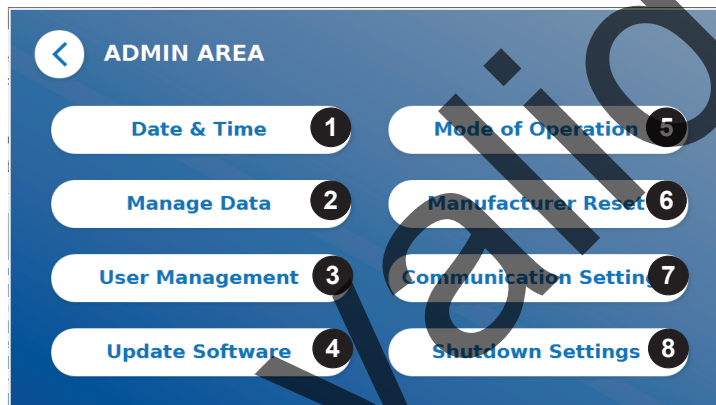 ADMIN AREA
Date & Time 1
Manage Data 2
User Management 3
Update Software 4
Mode of Operation 5
Manufacturer Reset 6
Communication Setting 7
Shutdown Settings 8
valid